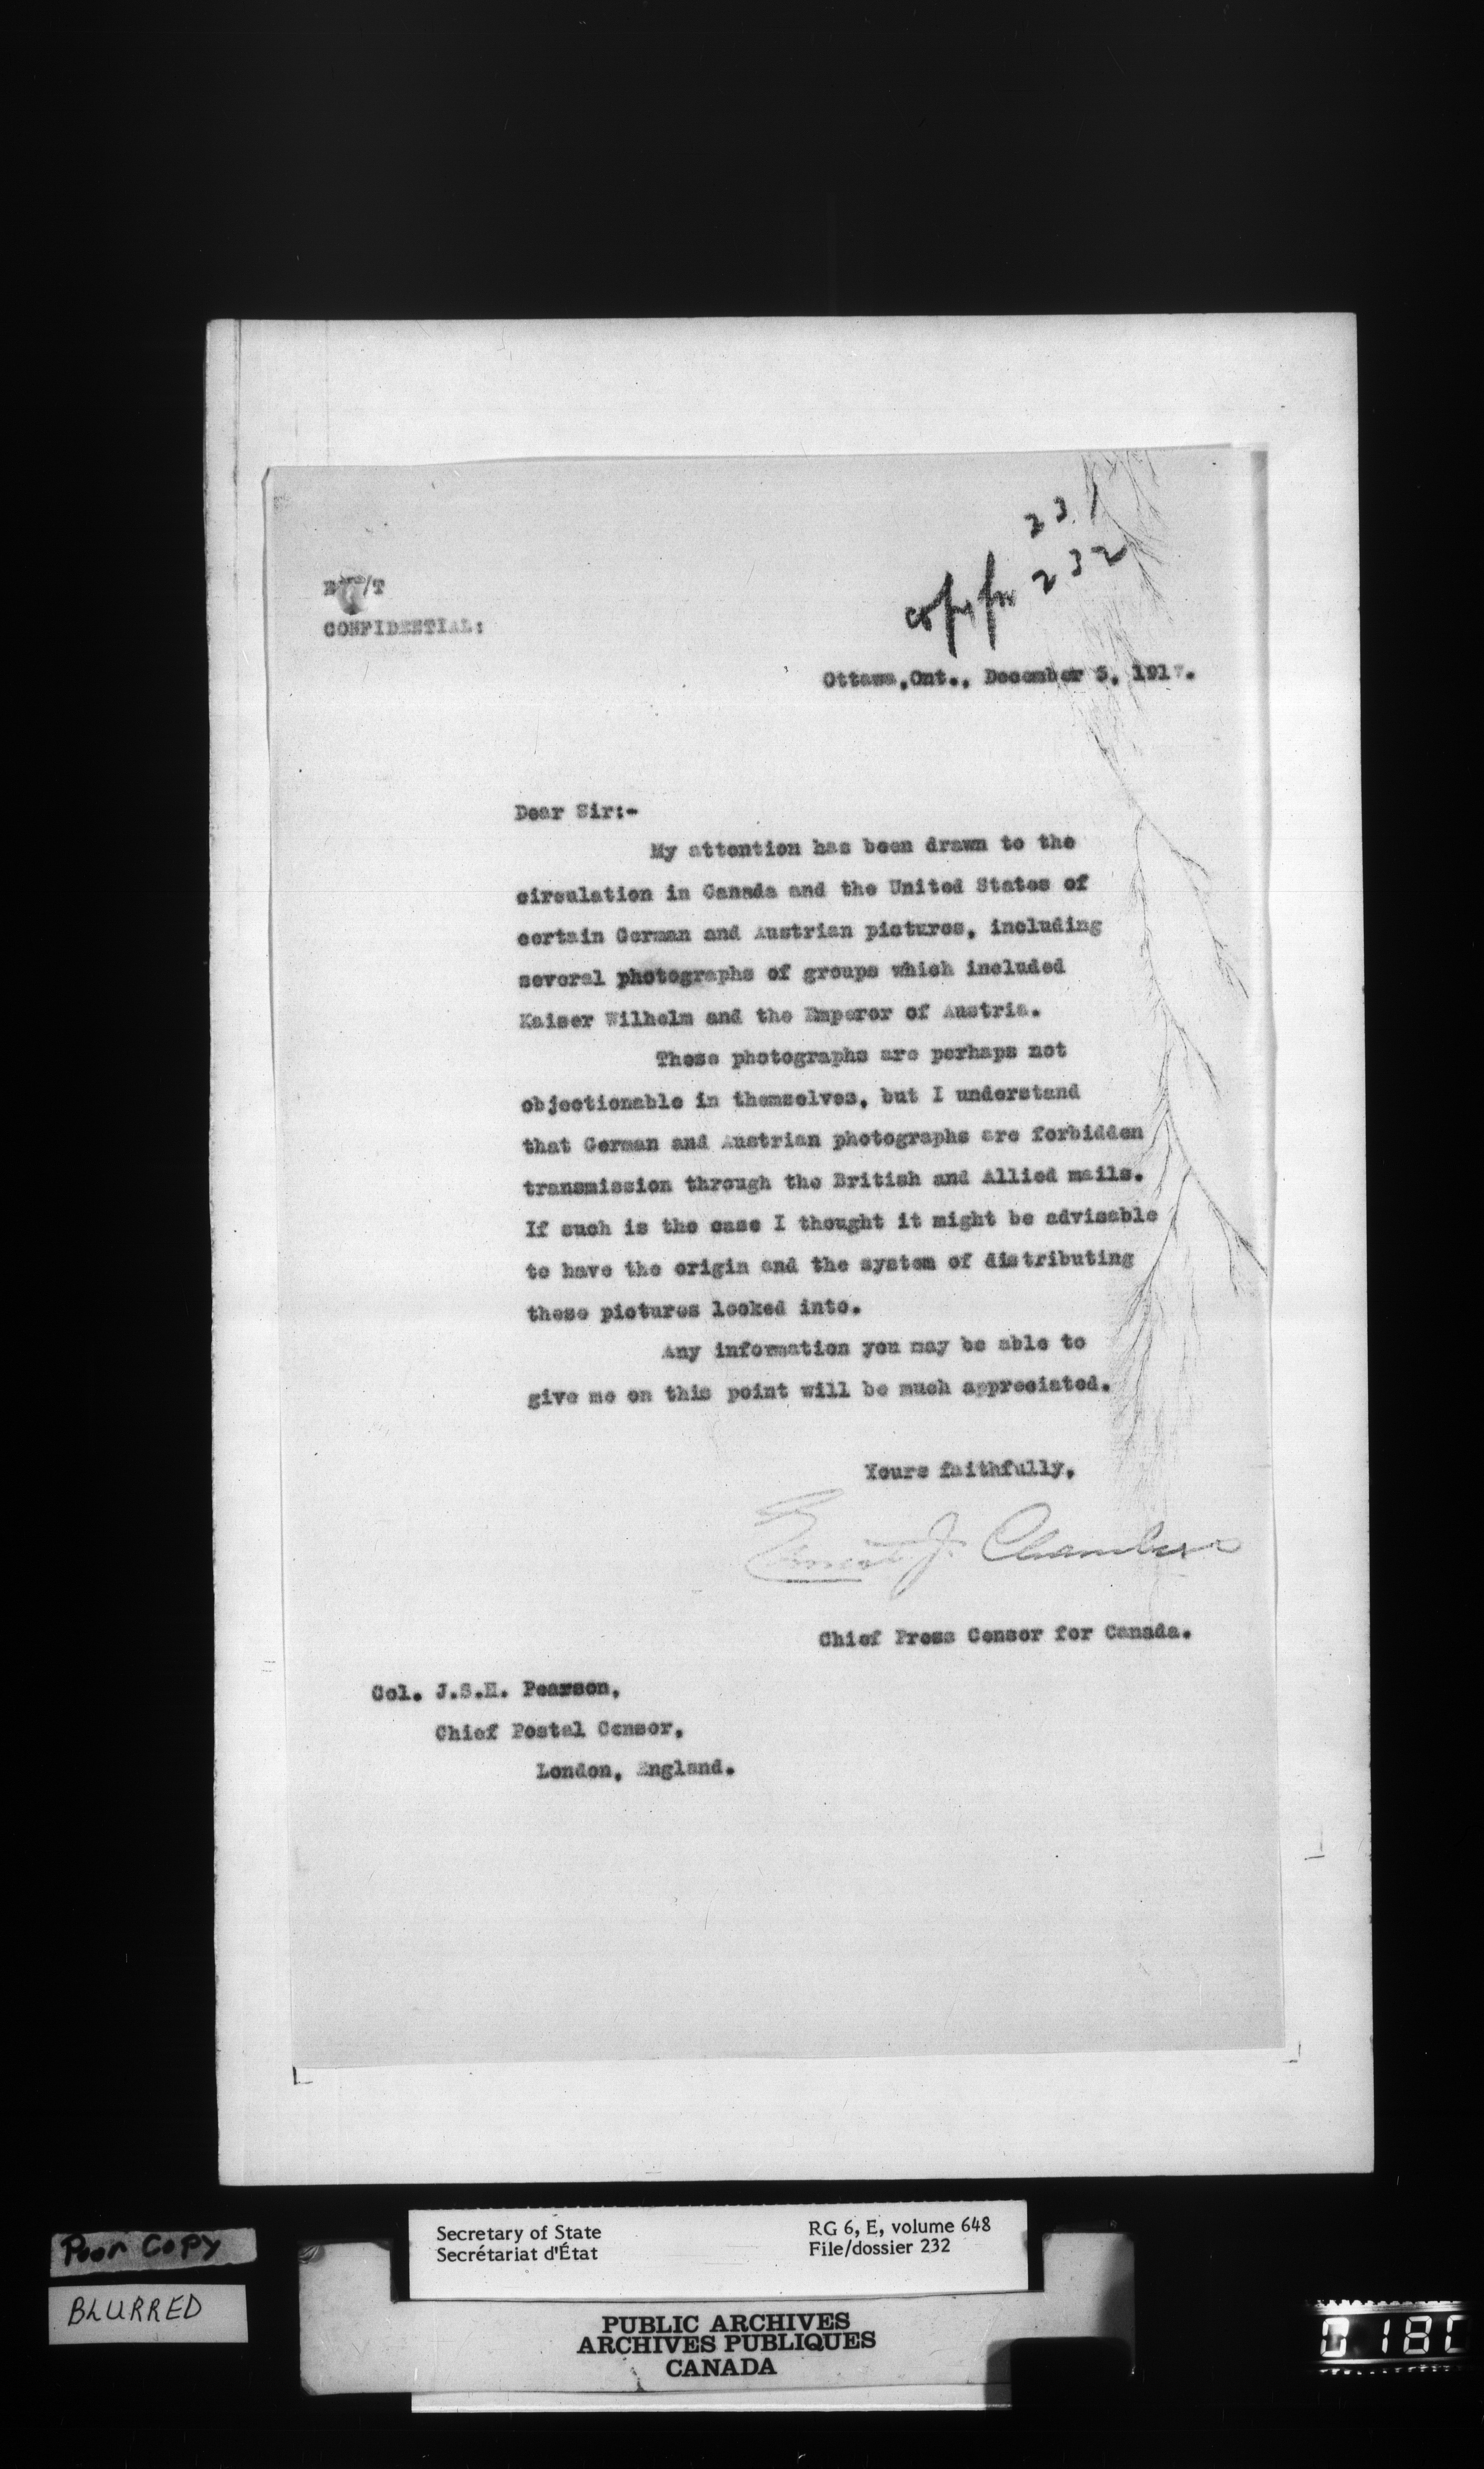 231
copy for 232
/T
CONFIDENTIAL:
Ottawa,Ont., December 5, 1917.
Dear Sir:-
My attention has been drawn to the
circulation in Canada and the United States of
certain German and Austrian pictures, including
several photographs of groups which included
Kaiser Wilhelm and the Emperor of Austria.
These photographs are perhaps not
objectionable in themselves, but I understand
that German and Austrian photographs are forbidden
transmission through the British and Allied mails.
If such is the case I thought it might be advisable
to have the origin and the system of distributing
these pictures looked into.
Any information you may be able to
give me on this point will be much appreciated.
Yours faithfully,
Ernest J. Chambers
Chief Press Censor for Canada.
Col. J.S.H. Pearson,
Chief Postal Censor,
London, England.
Poor Copy
BLURRED
Secretary of State
Secrétariat d'État
RG 6, E, volume 648
File/dossier 232
PUBLIC ARCHIVES
ARCHIVES PUBLIQUES
CANADA